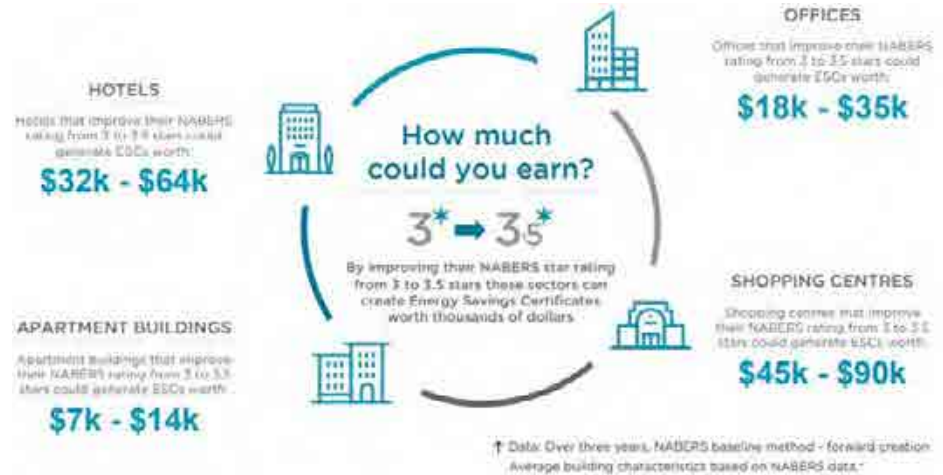 OFFICES
Offices that improve their NABERS
rating from 3 to 3.5 stars could
generate ESCs worth:
$18k - $35k
HOTELS
Hotels that improve their NABERS
rating from 3 to 3.5 stars could
generate ESCs worth:
$32k - $64k
How much
could you earn?
3* 3.5*
By improving their NABERS star rating
from 3 to 3.5 stars these sectors can
create Energy Savings Certificates
worth thousands of dollars
SHOPPING CENTRES
Shopping centres that improve
their NABERS rating from 3 to 3.5
stars could generate ESCs worth:
$45k - $90k
APARTMENT BUILDINGS
Apartment Buildings that improve
their NABERS rating from 3 to 3.5
stars could generate ESCs worth:
$7k - $14k
† Data: Over three years, NABERS baseline method - forward creation
Average building characteristics based on NABERS data.